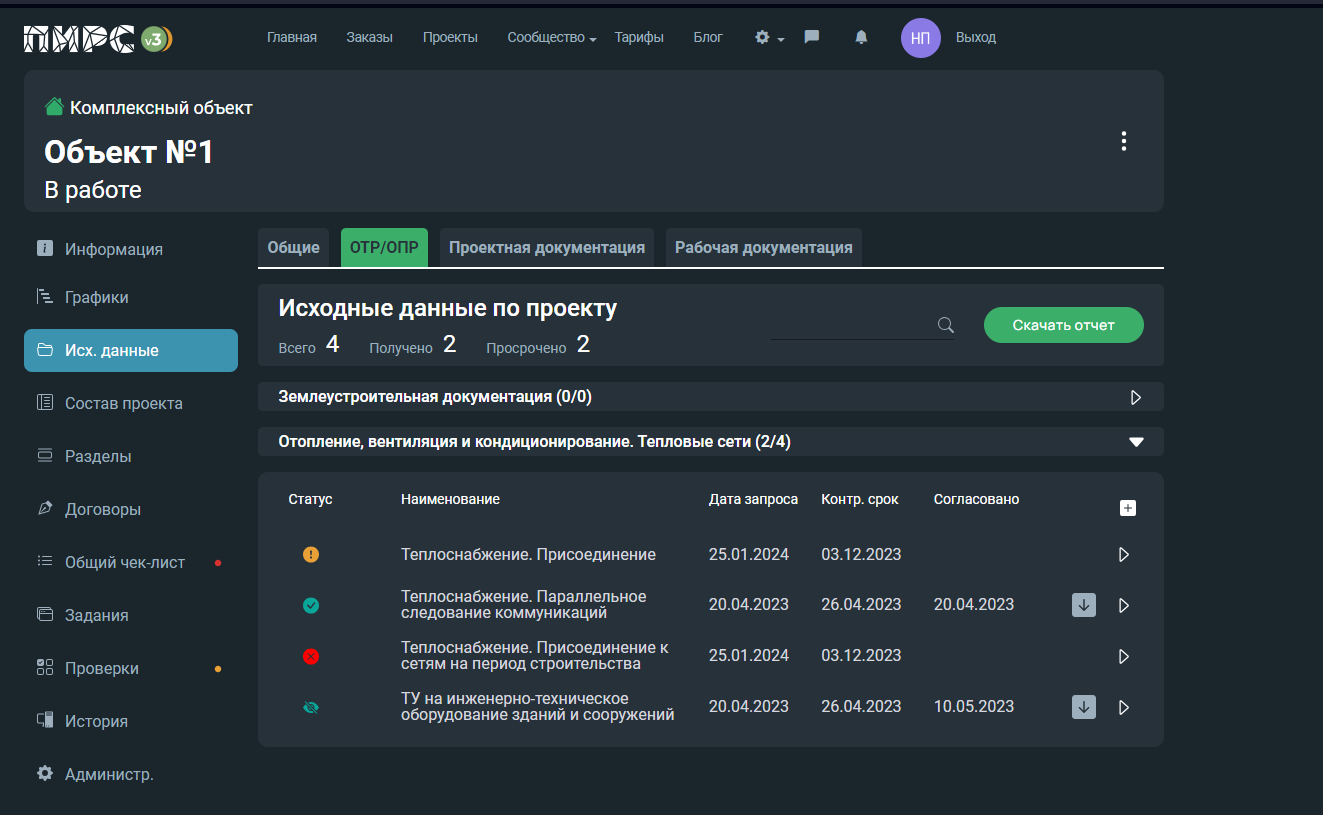 ПИРС v3
Главная Заказы Проекты Сообщество Тарифы Блог НП Выход
Комплексный объект
Объект №1
В работе
Информация
Графики
Исх. данные
Состав проекта
Разделы
Договоры
Общий чек-лист
Задания
Проверки
История
Администр.
Общие ОТР/ОПР Проектная документация Рабочая документация
Исходные данные по проекту
Всего 4 Получено 2 Просрочено 2
Скачать отчет
Землеустроительная документация (0/0)
Отопление, вентиляция и кондиционирование. Тепловые сети (2/4)
Статус Наименование Дата запроса Контр. срок Согласовано
Теплоснабжение. Присоединение 25.01.2024 03.12.2023
Теплоснабжение. Параллельное
следование коммуникаций 20.04.2023 26.04.2023 20.04.2023
Теплоснабжение. Присоединение к
сетям на период строительства 25.01.2024 03.12.2023
ТУ на инженерно-техническое
оборудование зданий и сооружений 20.04.2023 26.04.2023 10.05.2023